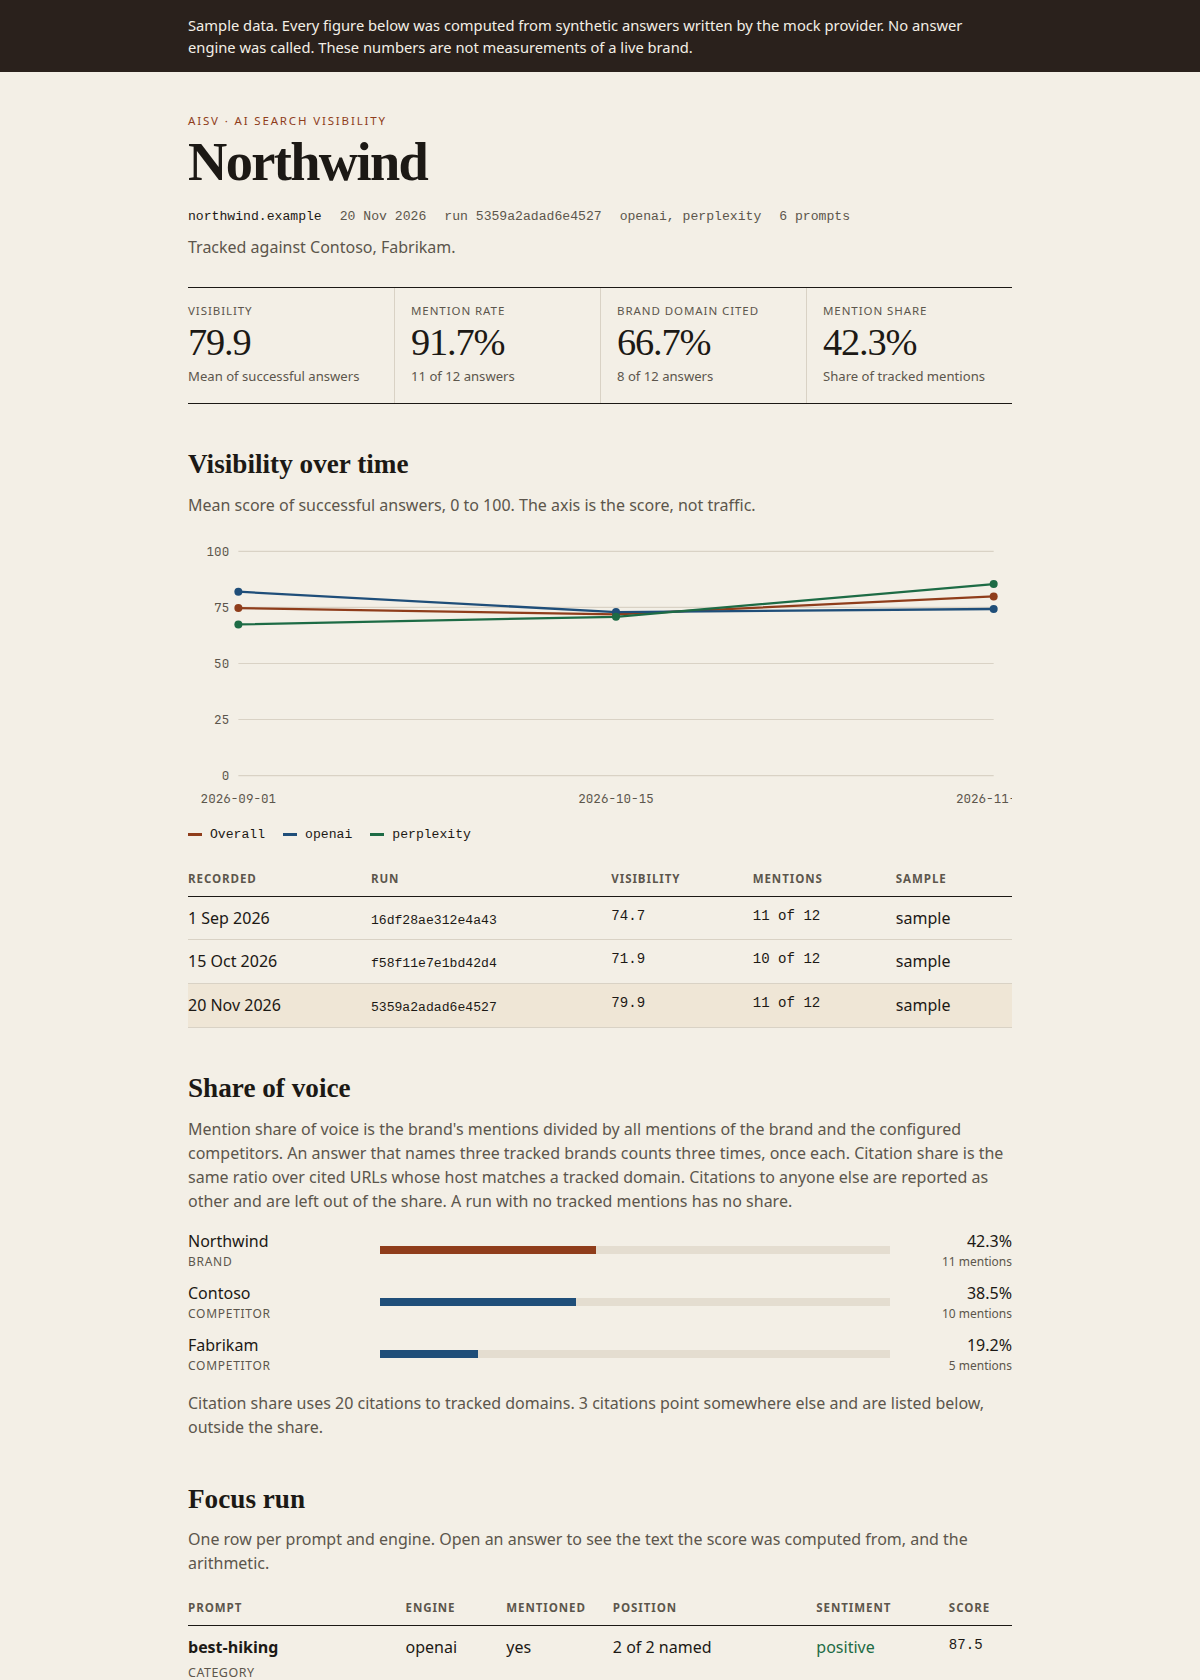 Sample data. Every figure below was computed from synthetic answers written by the mock provider. No answer
engine was called. These numbers are not measurements of a live brand.
AISV · AI SEARCH VISIBILITY
Northwind
northwind.example 20 Nov 2026 run 5359a2adad6e4527 openai, perplexity 6 prompts
Tracked against Contoso, Fabrikam.
VISIBILITY MENTION RATE BRAND DOMAIN CITED MENTION SHARE
79.9 91.7% 66.7% 42.3%
Mean of successful answers 11 of 12 answers 8 of 12 answers Share of tracked mentions
Visibility over time
Mean score of successful answers, 0 to 100. The axis is the score, not traffic.
100
75
50
25
0
2026-09-01 2026-10-15 2026-11-
Overall openai perplexity
RECORDED RUN VISIBILITY MENTIONS SAMPLE
1 Sep 2026 16df28ae312e4a43 74.7 11 of 12 sample
15 Oct 2026 f58f11e7e1bd42d4 71.9 10 of 12 sample
20 Nov 2026 5359a2adad6e4527 79.9 11 of 12 sample
Share of voice
Mention share of voice is the brand's mentions divided by all mentions of the brand and the configured
competitors. An answer that names three tracked brands counts three times, once each. Citation share is the
same ratio over cited URLs whose host matches a tracked domain. Citations to anyone else are reported as
other and are left out of the share. A run with no tracked mentions has no share.
Northwind 42.3%
BRAND 11 mentions
Contoso 38.5%
COMPETITOR 10 mentions
Fabrikam 19.2%
COMPETITOR 5 mentions
Citation share uses 20 citations to tracked domains. 3 citations point somewhere else and are listed below,
outside the share.
Focus run
One row per prompt and engine. Open an answer to see the text the score was computed from, and the
arithmetic.
PROMPT ENGINE MENTIONED POSITION SENTIMENT SCORE
best-hiking openai yes 2 of 2 named positive 87.5
CATEGORY